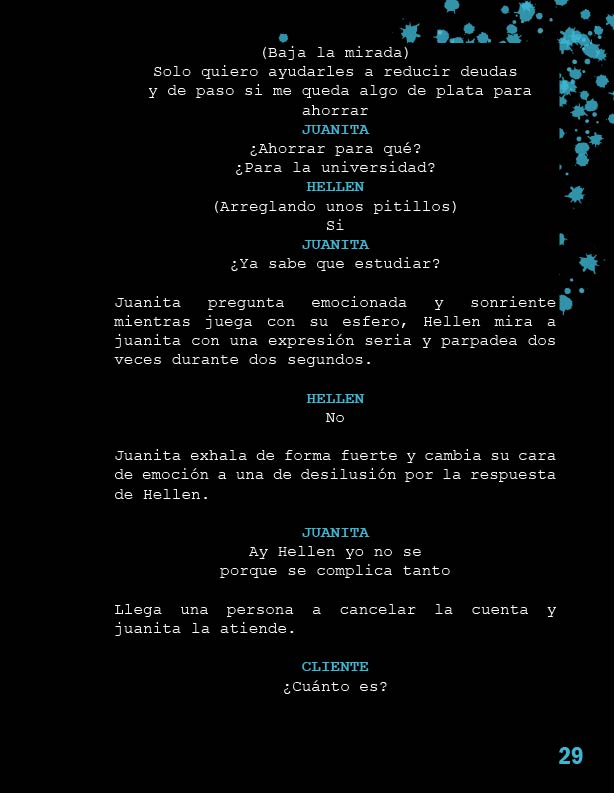 (Baja la mirada)
Solo quiero ayudarles a reducir deudas
y de paso si me queda algo de plata para
ahorrar
JUANITA
¿Ahorrar para qué?
¿Para la universidad?
HELLEN
(Arreglando unos pitillos)
Si
JUANITA
¿Ya sabe que estudiar?
Juanita pregunta emocionada y sonriente
mientras juega con su esfero, Hellen mira a
juanita con una expresión seria y parpadea dos
veces durante dos segundos.
HELLEN
No
Juanita exhala de forma fuerte y cambia su cara
de emoción a una de desilusión por la respuesta
de Hellen.
JUANITA
Ay Hellen yo no se
porque se complica tanto
Llega una persona a cancelar la cuenta y
juanita la atiende.
CLIENTE
¿Cuánto es?
29